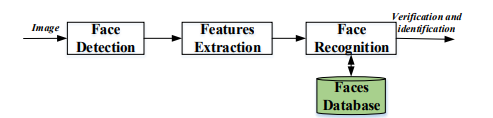 Image
Face
Detection
Features
Extraction
Face
Recognition
Verification and
identification
Faces
Database